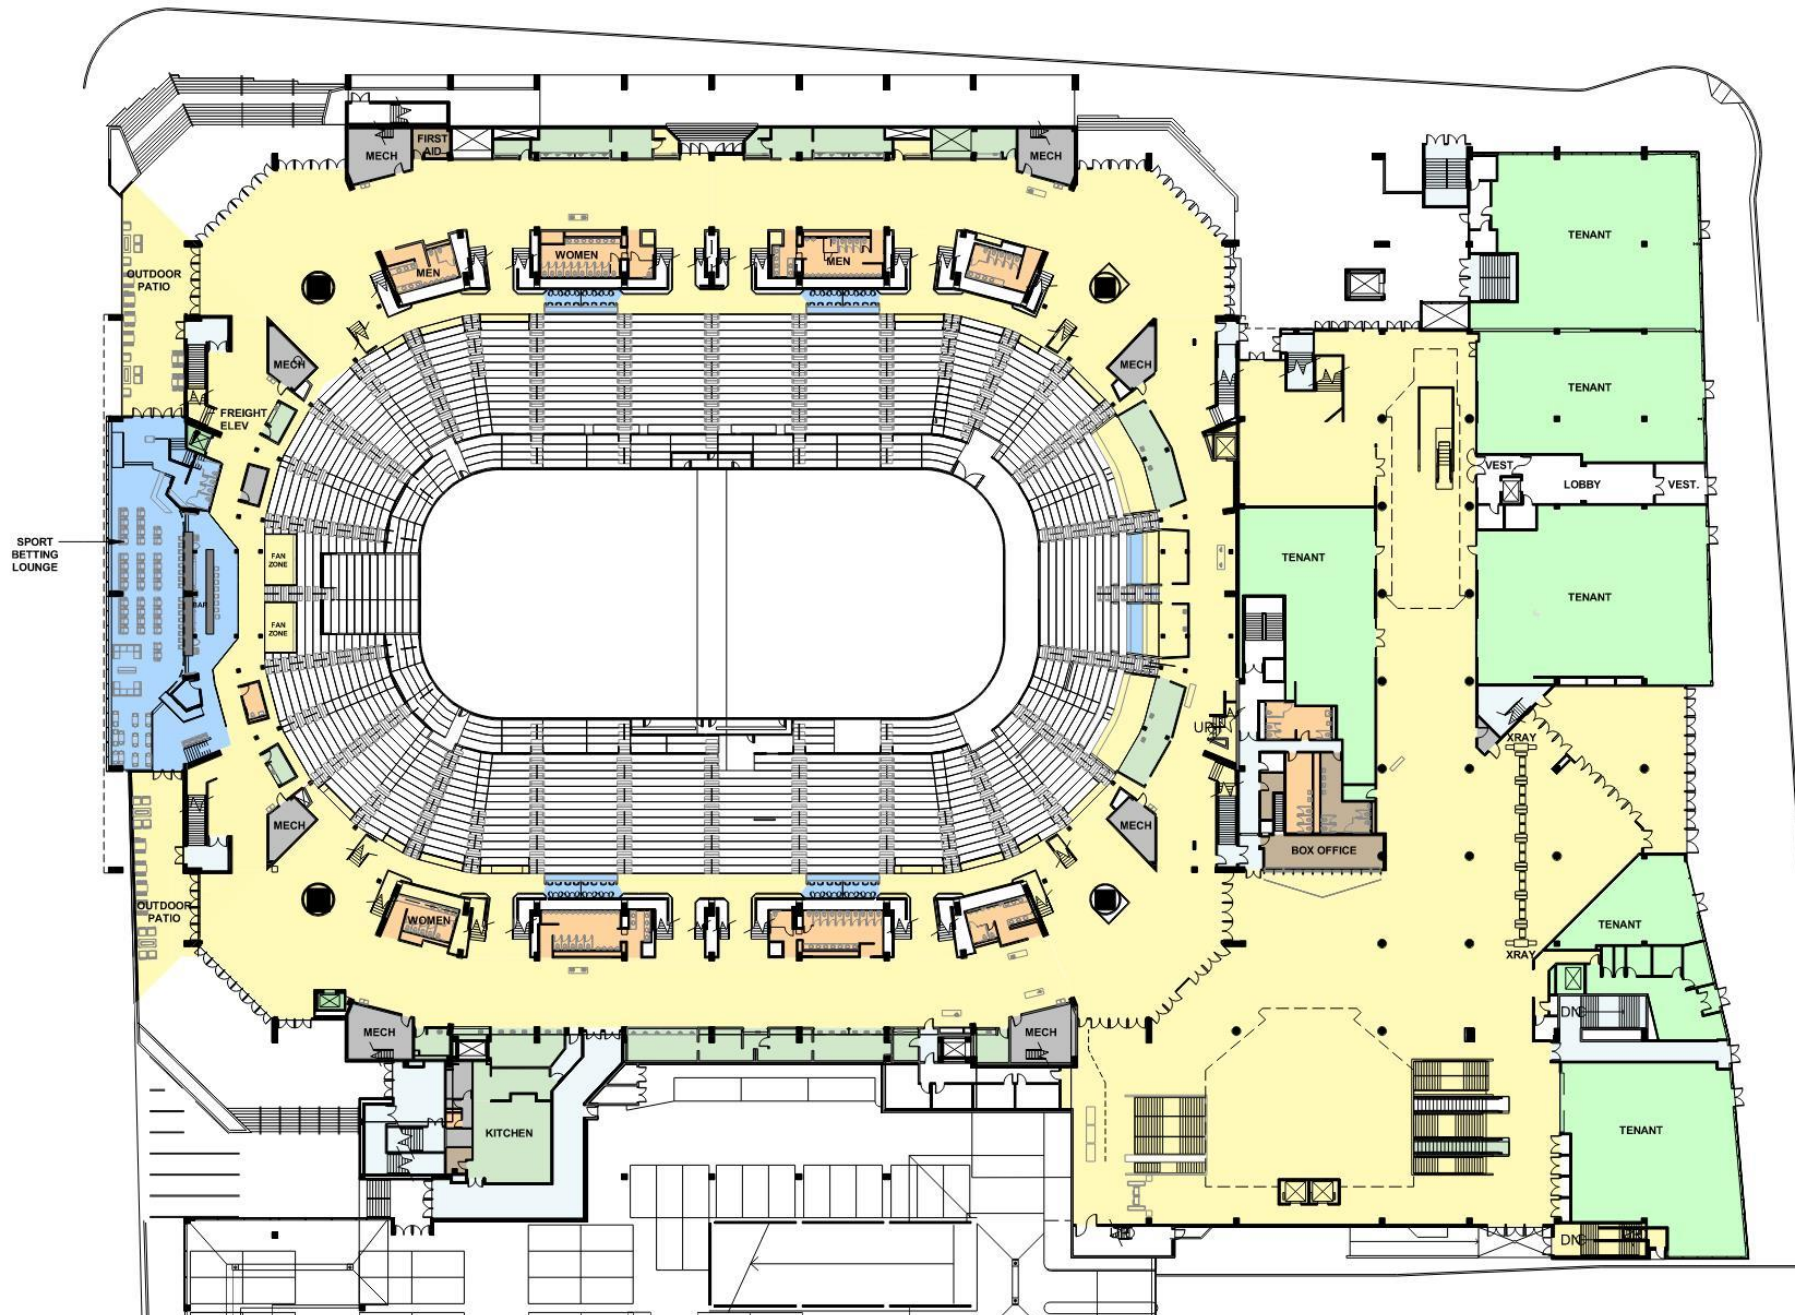 FIRST
AID
MECH
MECH
TENANT
WOMEN
MEN
MEN
OUTDOOR
PATIO
MECH
MECH
TENANT
FREIGHT
ELEV
VEST
LOBBY
VEST.
SPORT
BETTING
LOUNGE
FAN
ZONE
TENANT
TENANT
BAR
FAN
ZONE
UP
XRAY
MECH
MECH
BOX OFFICE
OUTDOOR
PATIO
WOMEN
TENANT
XRAY
DN
MECH
MECH
KITCHEN
TENANT
DN